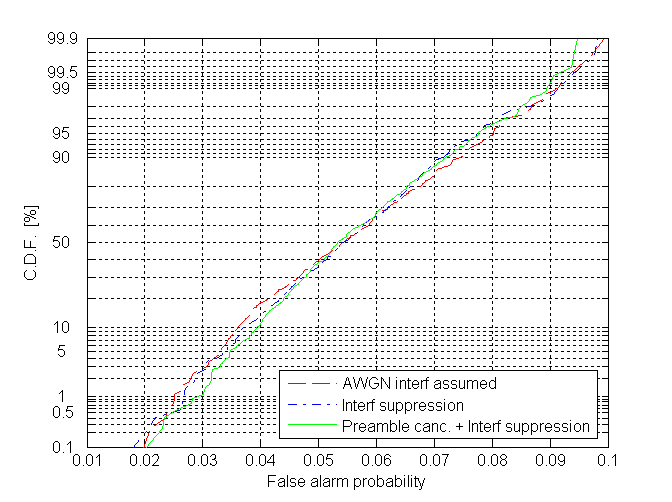 99.9
99.5
99
95
90
50
10
5
1
0.5
0.1
C.D.F. [%]
AWGN interf assumed
Interf suppression
Preamble canc. + Interf suppression
0.01 0.02 0.03 0.04 0.05 0.06 0.07 0.08 0.09 0.1
False alarm probability